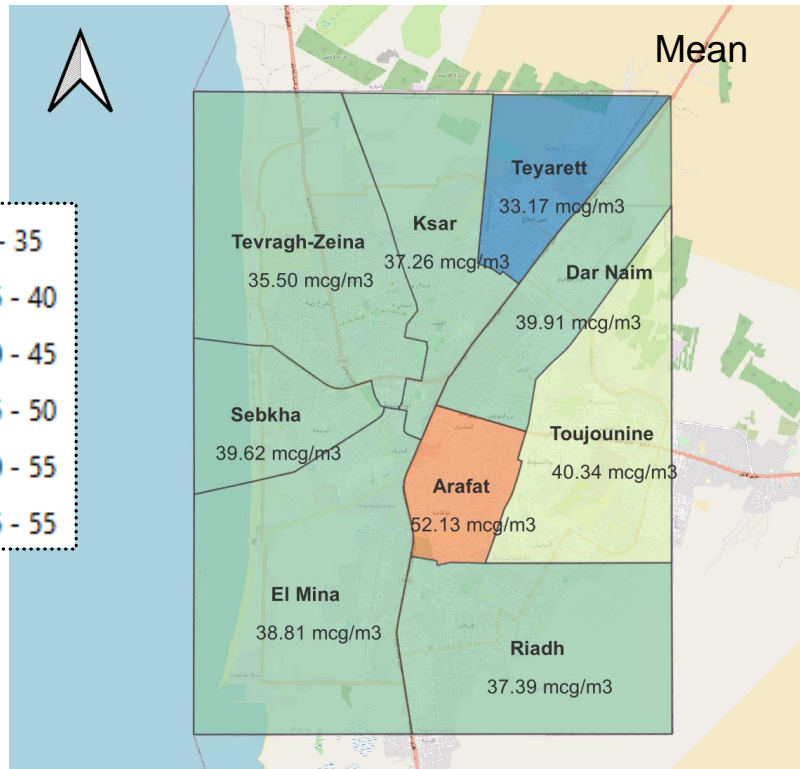 Mean
- 35
- 40
- 45
- 50
- 55
- 55
Teyarett
33.17 mcg/m3
Ksar
37.26 mcg/m3
Tevragh-Zeina
35.50 mcg/m3
Dar Naim
39.91 mcg/m3
Sebkha
39.62 mcg/m3
Toujounine
40.34 mcg/m3
Arafat
52.13 mcg/m3
El Mina
38.81 mcg/m3
Riadh
37.39 mcg/m3